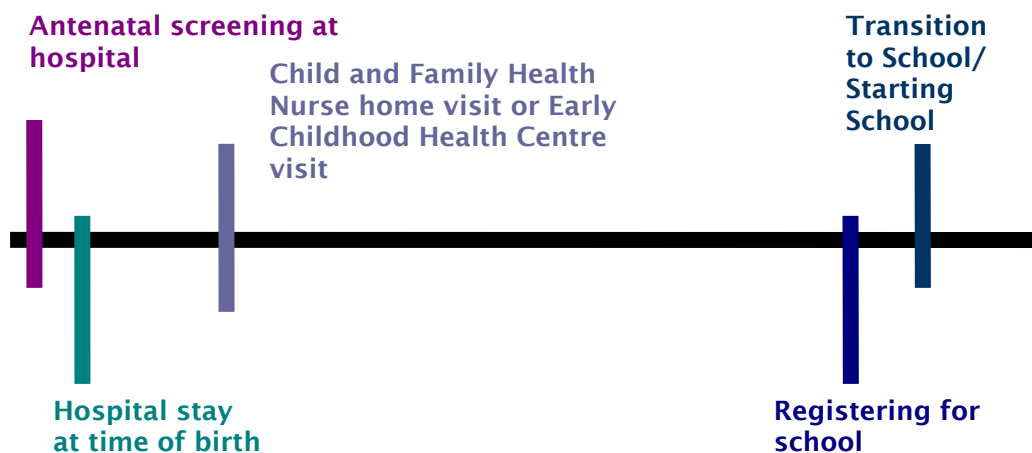 Antenatal screening at
hospital
Child and Family Health
Nurse home visit or Early
Childhood Health Centre
visit
Transition
to School/
Starting
School
Hospital stay
at time of birth
Registering for
school